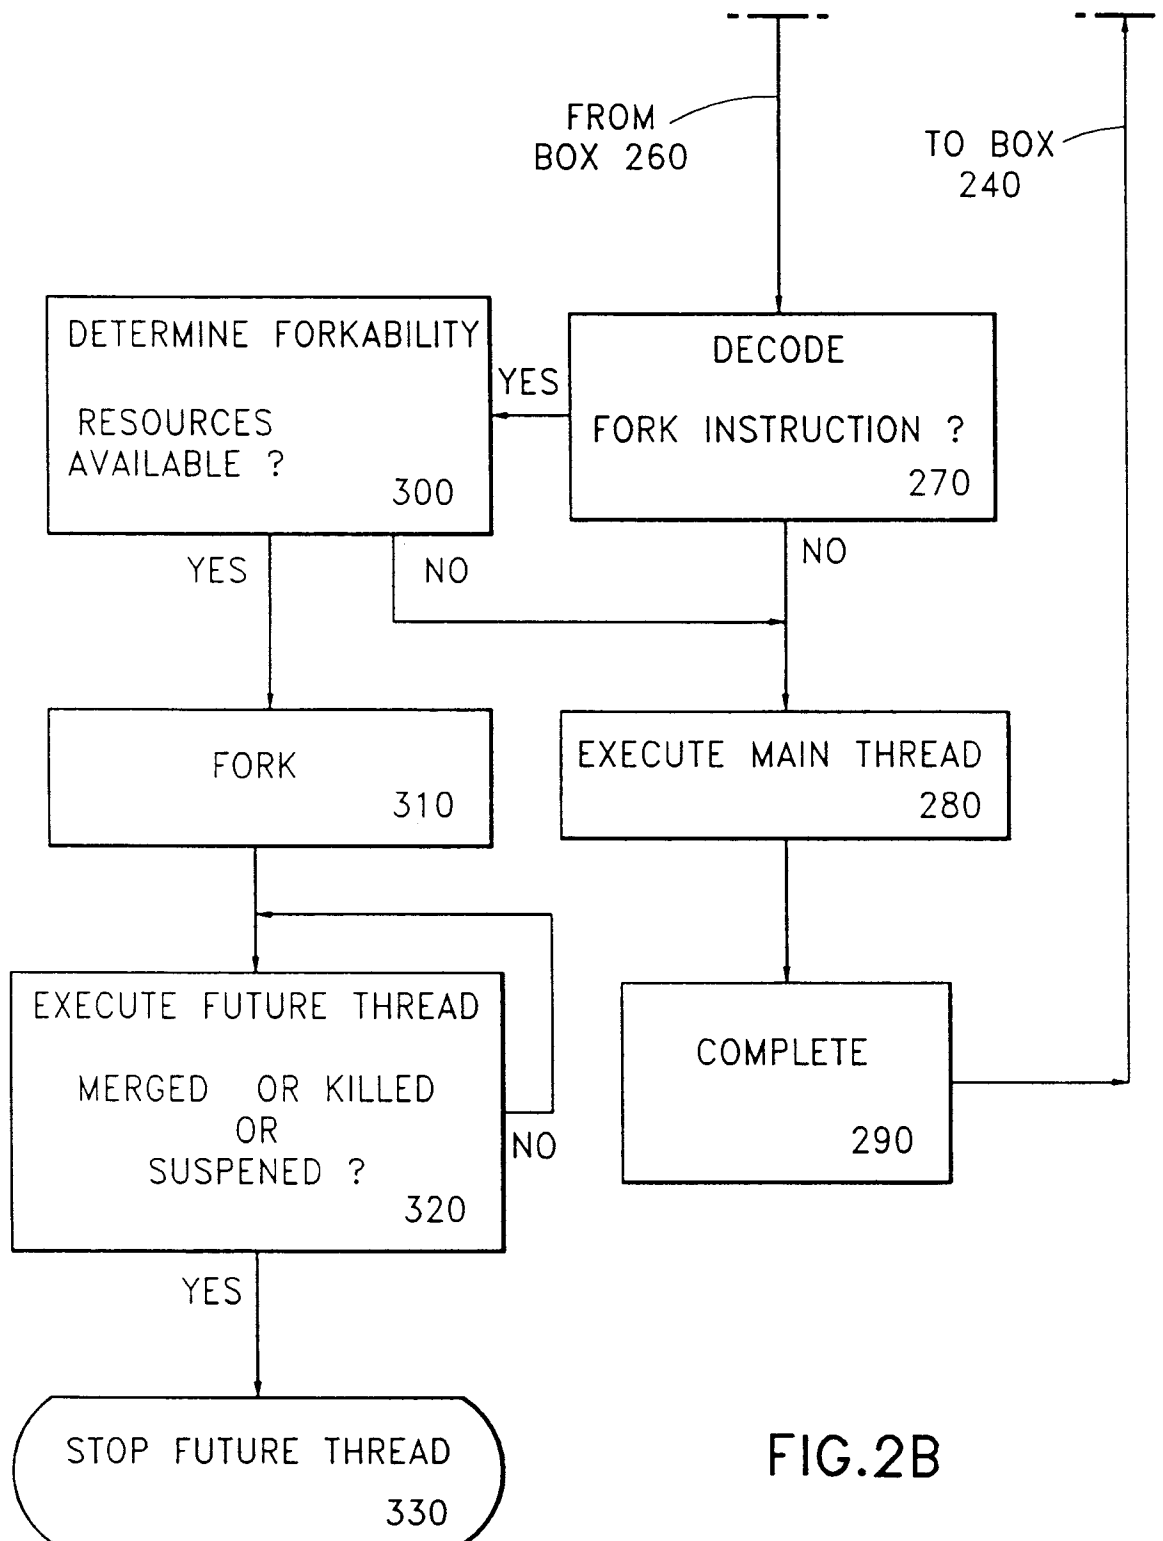 FROM
BOX 260
TO BOX
240
DETERMINE FORKABILITY
RESOURCES
AVAILABLE ?
300
YES
DECODE
FORK INSTRUCTION ?
270
YES
NO
NO
FORK
310
EXECUTE MAIN THREAD
280
EXECUTE FUTURE THREAD
MERGED OR KILLED
OR
SUSPENED ?
320
NO
COMPLETE
290
YES
STOP FUTURE THREAD
330
FIG.2B